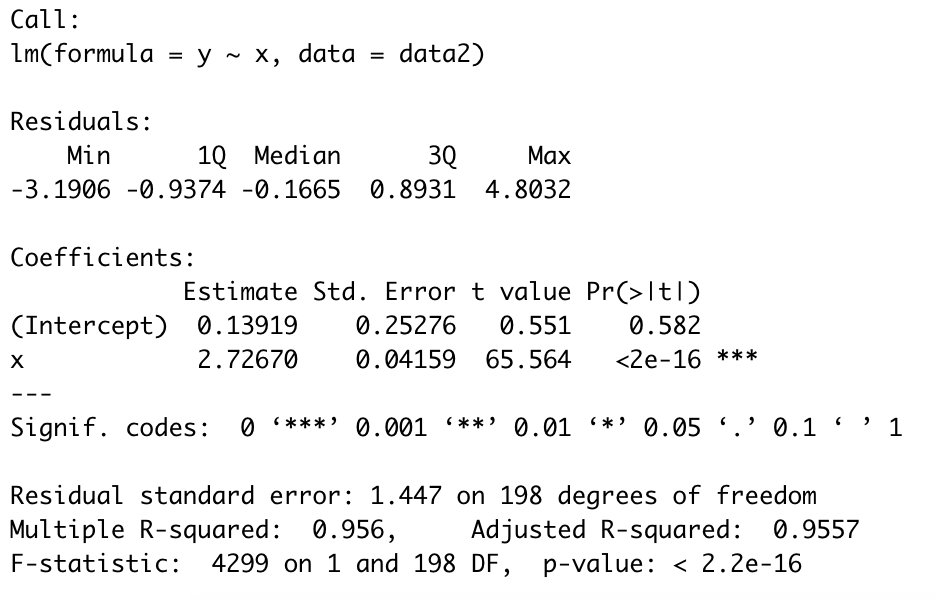 Call:
lm(formula = y ~ x, data = data2)
Residuals:
    Min      1Q  Median      3Q     Max
-3.1906 -0.9374 -0.1665  0.8931  4.8032
Coefficients:
            Estimate Std. Error t value Pr(>|t|)
(Intercept)  0.13919    0.25276   0.551    0.582
x            2.72670    0.04159  65.564   <2e-16 ***
---
Signif. codes:  0 ‘***’ 0.001 ‘**’ 0.01 ‘*’ 0.05 ‘.’ 0.1 ‘ ’ 1
Residual standard error: 1.447 on 198 degrees of freedom
Multiple R-squared:  0.956,	Adjusted R-squared:  0.9557
F-statistic:  4299 on 1 and 198 DF,  p-value: < 2.2e-16